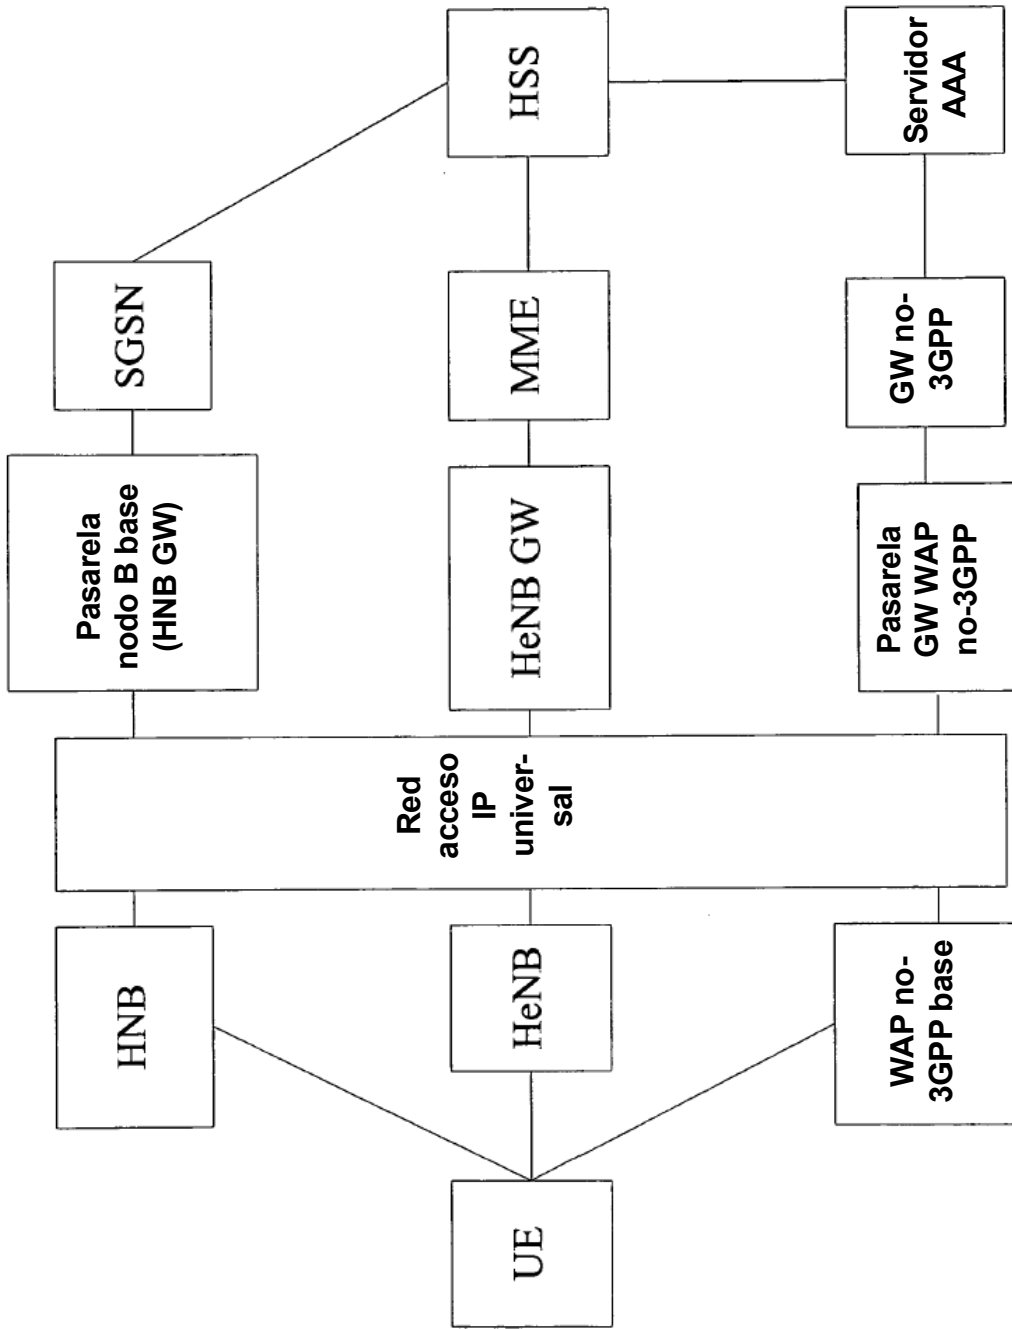 UE
HNB
HeNB
WAP no-
3GPP base
Red
acceso
IP
univer-
sal
Pasarela
nodo B base
(HNB GW)
HeNB GW
Pasarela
GW WAP
no-3GPP
SGSN
MME
GW no-
3GPP
HSS
Servidor
AAA